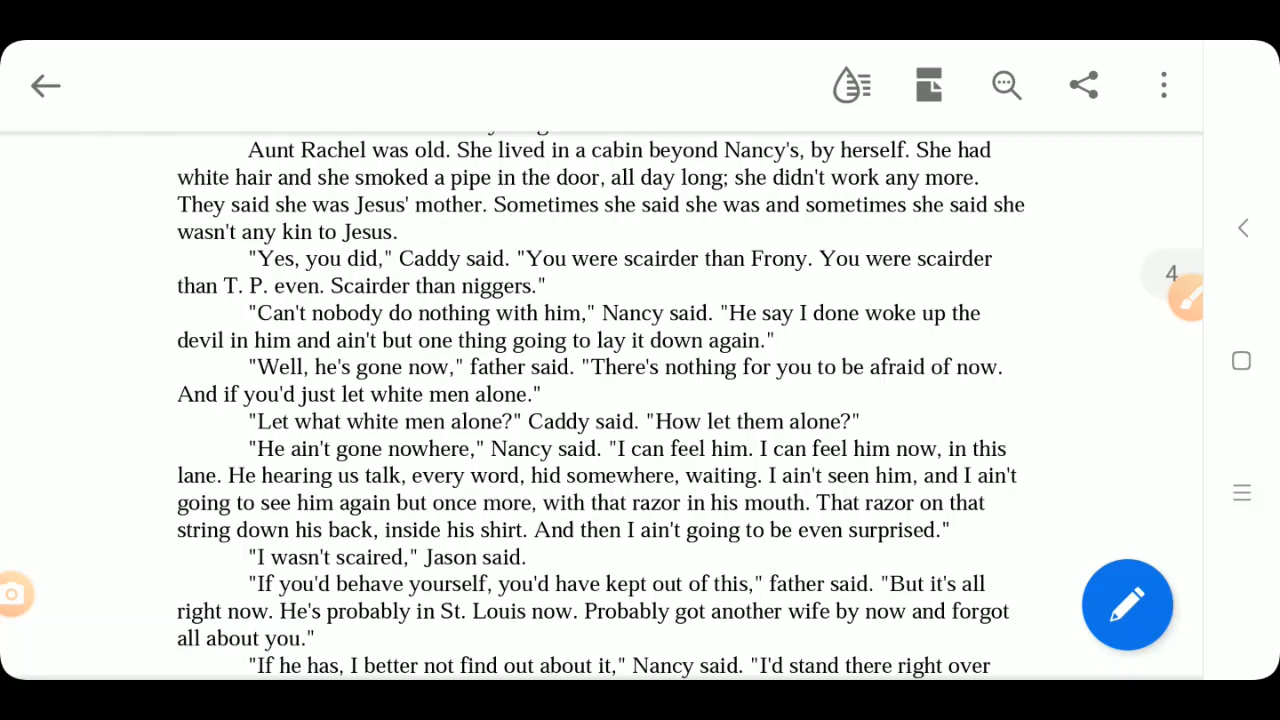 Aunt Rachel was old. She lived in a cabin beyond Nancy's, by herself. She had
white hair and she smoked a pipe in the door, all day long; she didn't work any more.
They said she was Jesus' mother. Sometimes she said she was and sometimes she said she
wasn't any kin to Jesus.
"Yes, you did," Caddy said. "You were scairder than Frony. You were scairder
than T. P. even. Scairder than niggers."
"Can't nobody do nothing with him," Nancy said. "He say I done woke up the
devil in him and ain't but one thing going to lay it down again."
"Well, he's gone now," father said. "There's nothing for you to be afraid of now.
And if you'd just let white men alone."
"Let what white men alone?" Caddy said. "How let them alone?"
"He ain't gone nowhere," Nancy said. "I can feel him. I can feel him now, in this
lane. He hearing us talk, every word, hid somewhere, waiting. I ain't seen him, and I ain't
going to see him again but once more, with that razor in his mouth. That razor on that
string down his back, inside his shirt. And then I ain't going to be even surprised."
"I wasn't scaired," Jason said.
"If you'd behave yourself, you'd have kept out of this," father said. "But it's all
right now. He's probably in St. Louis now. Probably got another wife by now and forgot
all about you."
"If he has, I better not find out about it," Nancy said. "I'd stand there right over
4